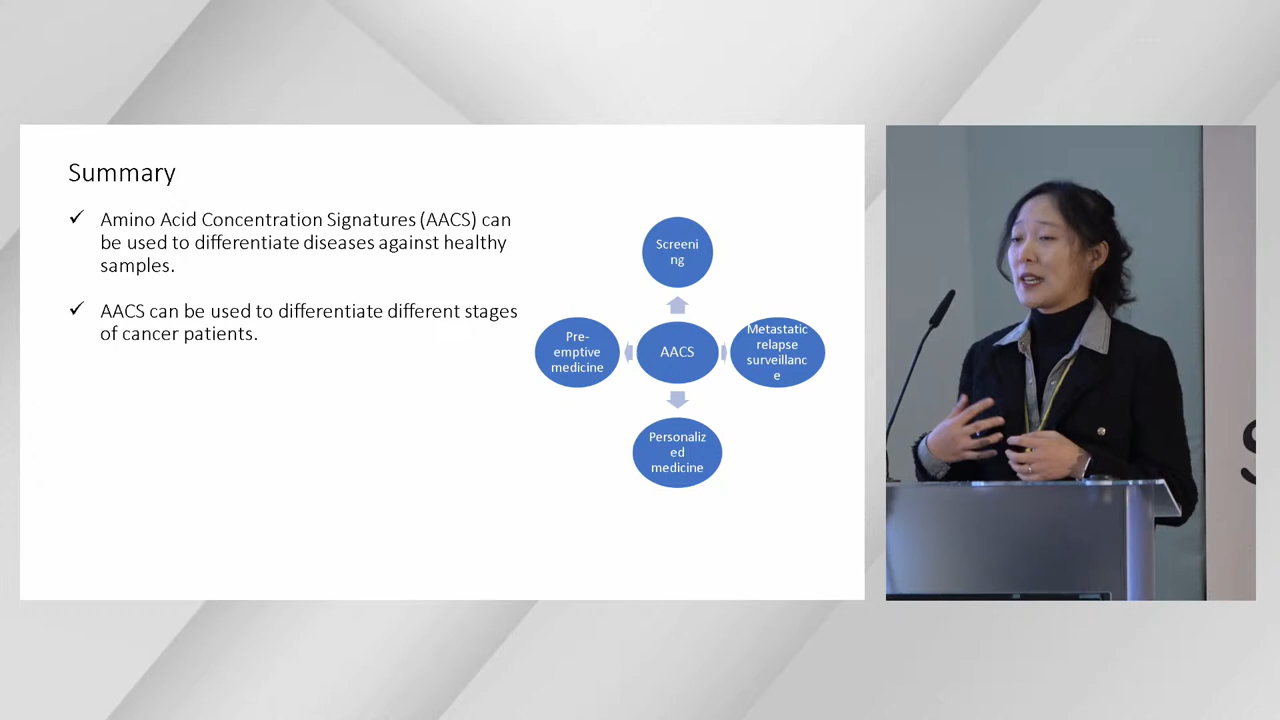 Summary
✓ Amino Acid Concentration Signatures (AACS) can
be used to differentiate diseases against healthy
samples.
✓ AACS can be used to differentiate different stages
of cancer patients.
Screeni
ng
Pre-
emptive
medicine
AACS
Metastatic
relapse
surveillanc
e
Personaliz
ed
medicine